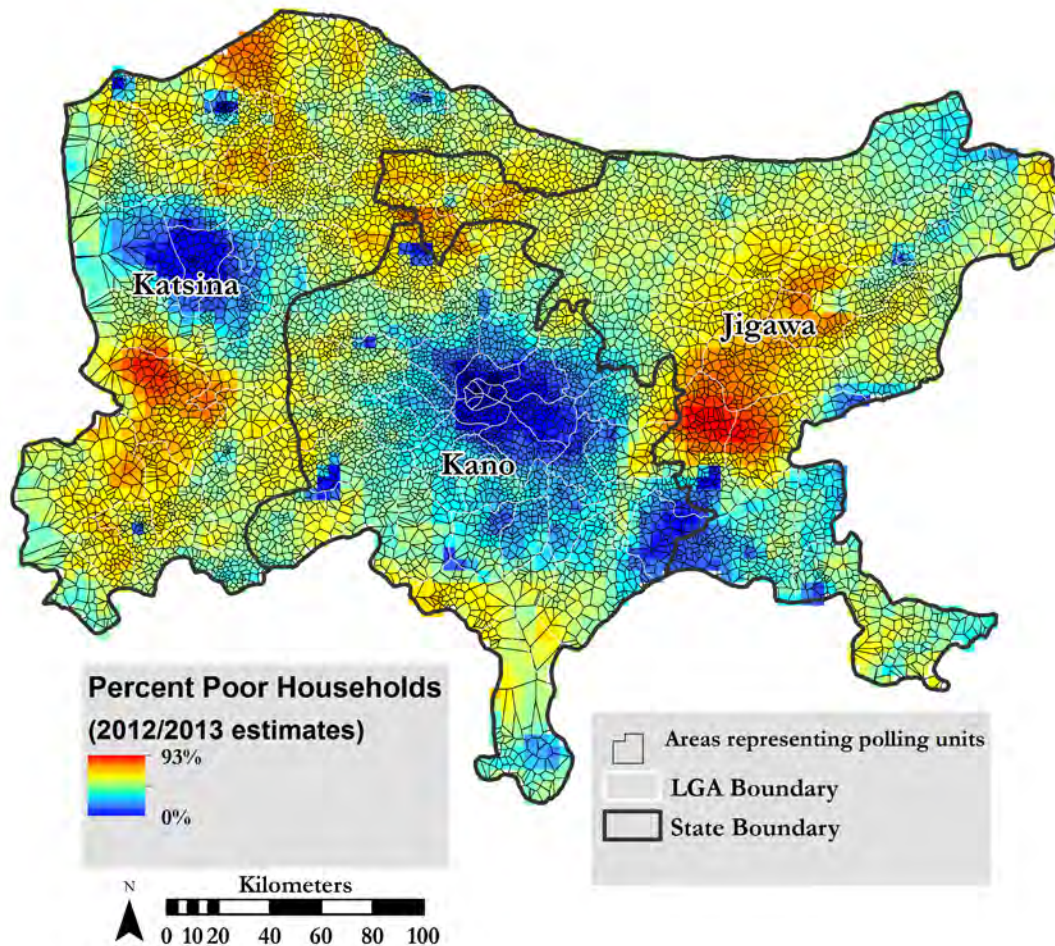 Katsina
Jigawa
Kano
Percent Poor Households
(2012/2013 estimates)
93%
0%
Areas representing polling units
LGA Boundary
State Boundary
N
Kilometers
0 10 20 40 60 80 100